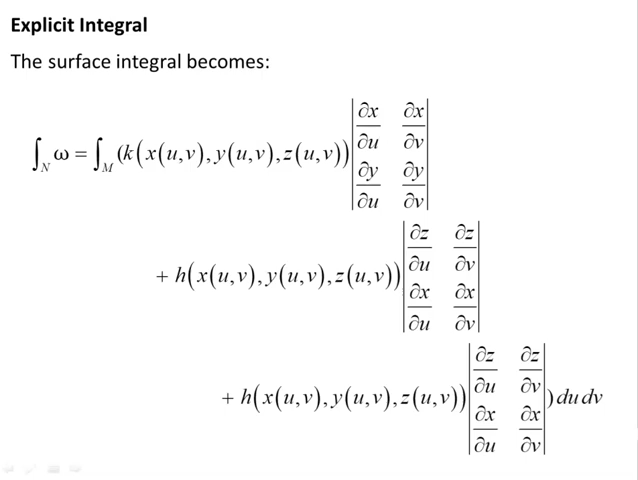 Explicit Integral
The surface integral becomes:
∫_N ω = ∫_M (k(x(u,v), y(u,v), z(u,v)) |∂x/∂u ∂x/∂v; ∂y/∂u ∂y/∂v|
+ h(x(u,v), y(u,v), z(u,v)) |∂z/∂u ∂z/∂v; ∂x/∂u ∂x/∂v|
+ h(x(u,v), y(u,v), z(u,v)) |∂z/∂u ∂z/∂v; ∂x/∂u ∂x/∂v|) du dv